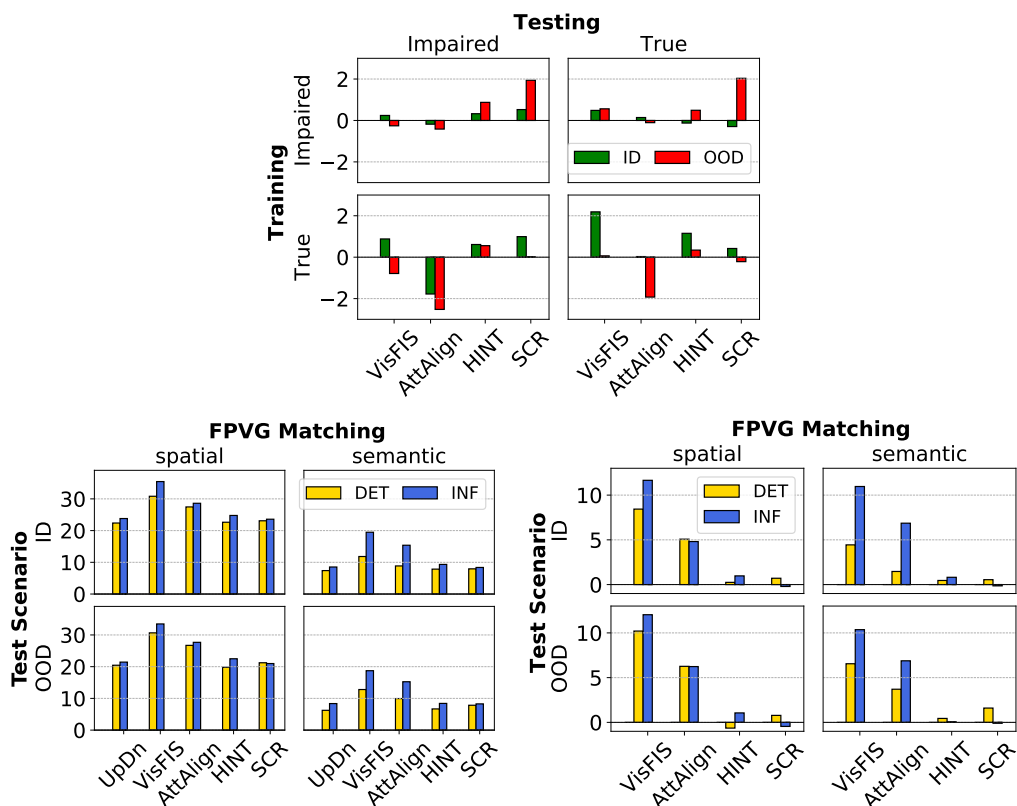 Testing
Impaired
True
Training
Impaired
2
0
−2
ID
OOD
True
2
0
−2
VisFIS
AttAlign
HINT
SCR
VisFIS
AttAlign
HINT
SCR
FPVG Matching
spatial
semantic
Test Scenario
ID
30
20
10
0
DET
INF
OOD
30
20
10
0
UpDn
VisFIS
AttAlign
HINT
SCR
UpDn
VisFIS
AttAlign
HINT
SCR
FPVG Matching
spatial
semantic
Test Scenario
ID
10
5
0
DET
INF
OOD
10
5
0
VisFIS
AttAlign
HINT
SCR
VisFIS
AttAlign
HINT
SCR